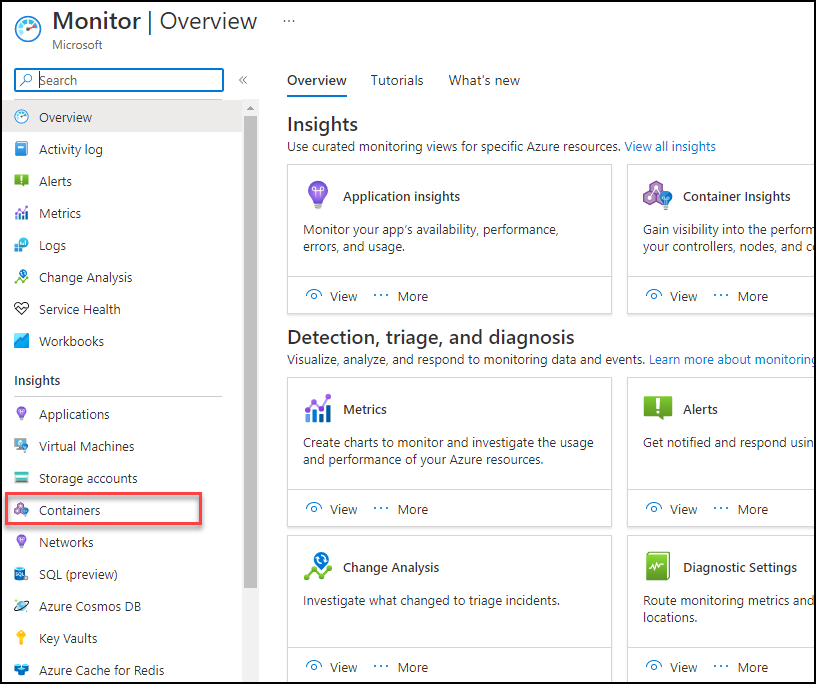 Monitor | Overview ...
Microsoft
Search «
Overview
Activity log
Alerts
Metrics
Logs
Change Analysis
Service Health
Workbooks
Insights
Applications
Virtual Machines
Storage accounts
Containers
Networks
SQL (preview)
Azure Cosmos DB
Key Vaults
Azure Cache for Redis
Overview Tutorials What's new
Insights
Use curated monitoring views for specific Azure resources. View all insights
Application insights
Monitor your app's availability, performance,
errors, and usage.
View ... More
Container Insights
Gain visibility into the perform
your controllers, nodes, and co
View ... More
Detection, triage, and diagnosis
Visualize, analyze, and respond to monitoring data and events. Learn more about monitoring
Metrics
Create charts to monitor and investigate the usage
and performance of your Azure resources.
View ... More
Alerts
Get notified and respond usin
View ... More
Change Analysis
Investigate what changed to triage incidents.
View ... More
Diagnostic Settings
Route monitoring metrics and
locations.
View ... More